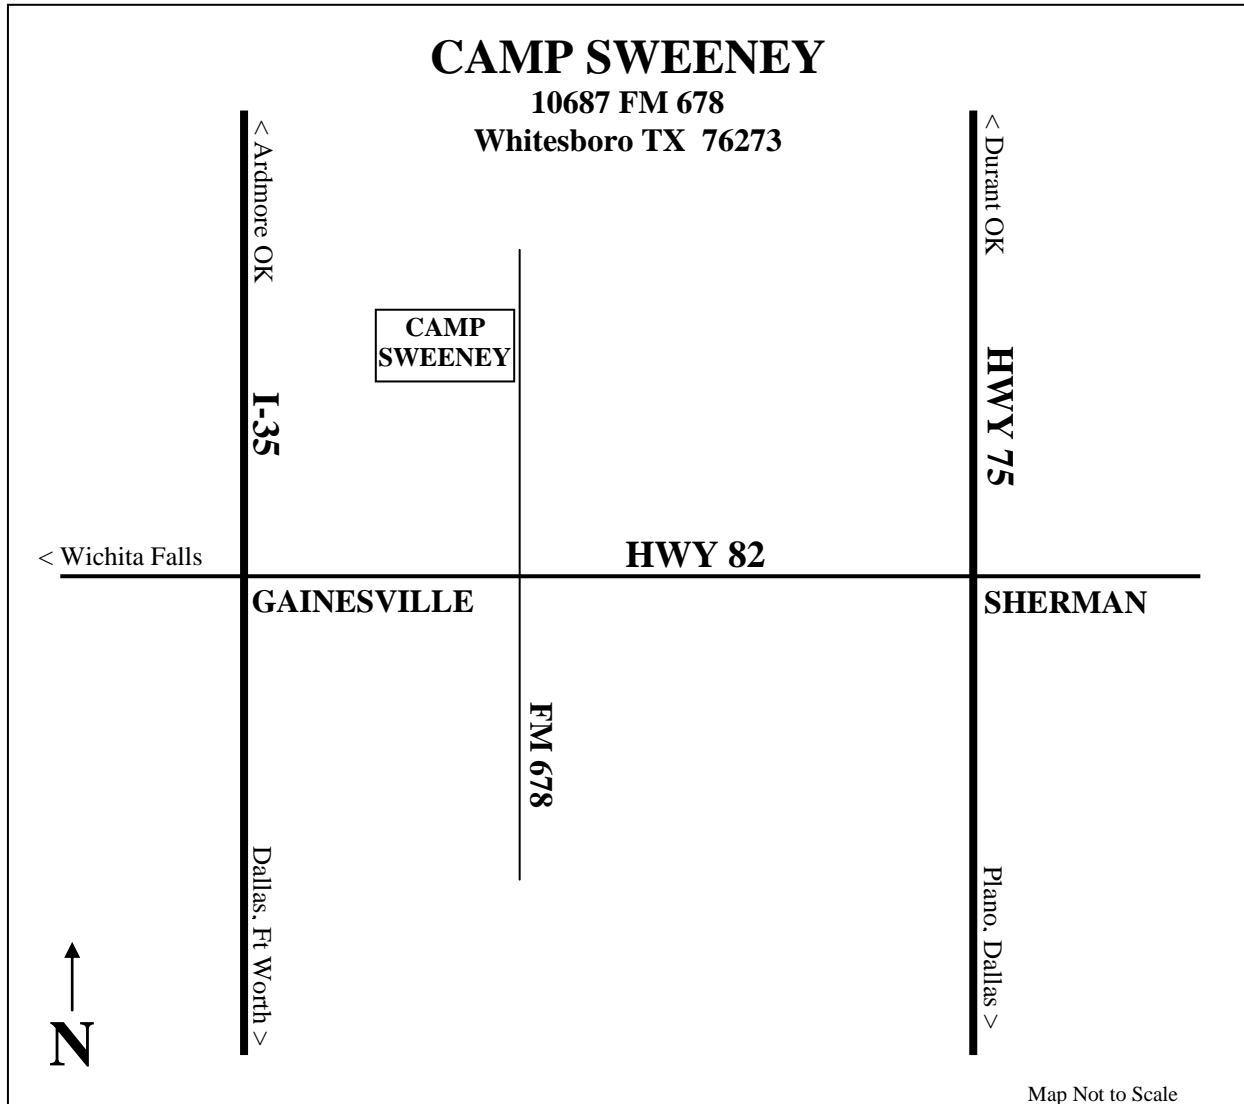 CAMP SWEENEY
10687 FM 678
Whitesboro TX 76273
< Ardmore OK
< Durant OK
CAMP
SWEENEY
I-35
HWY 75
< Wichita Falls
HWY 82
GAINESVILLE
SHERMAN
FM 678
Dallas, Ft Worth >
Plano, Dallas >
N
Map Not to Scale